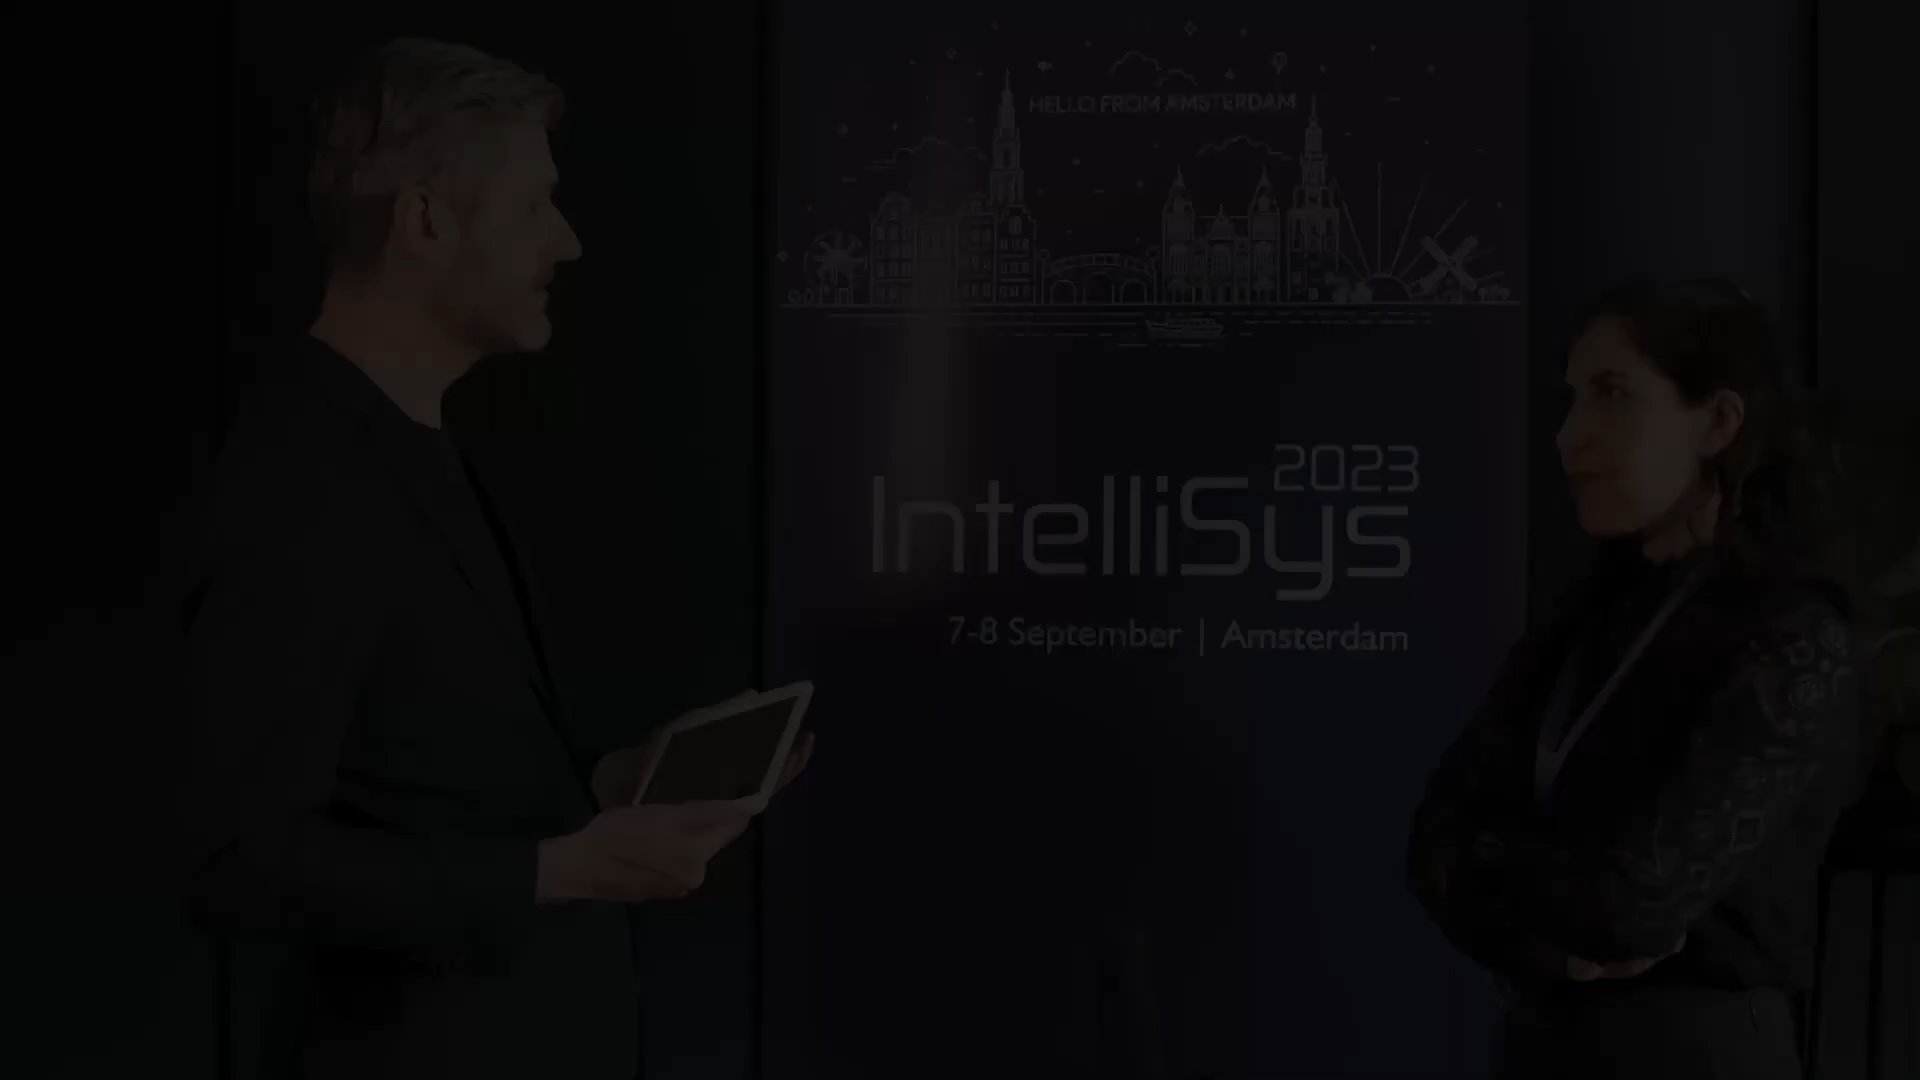 HELLO FROM AMSTERDAM
IntelliSys 2023
7-8 September | Amsterdam